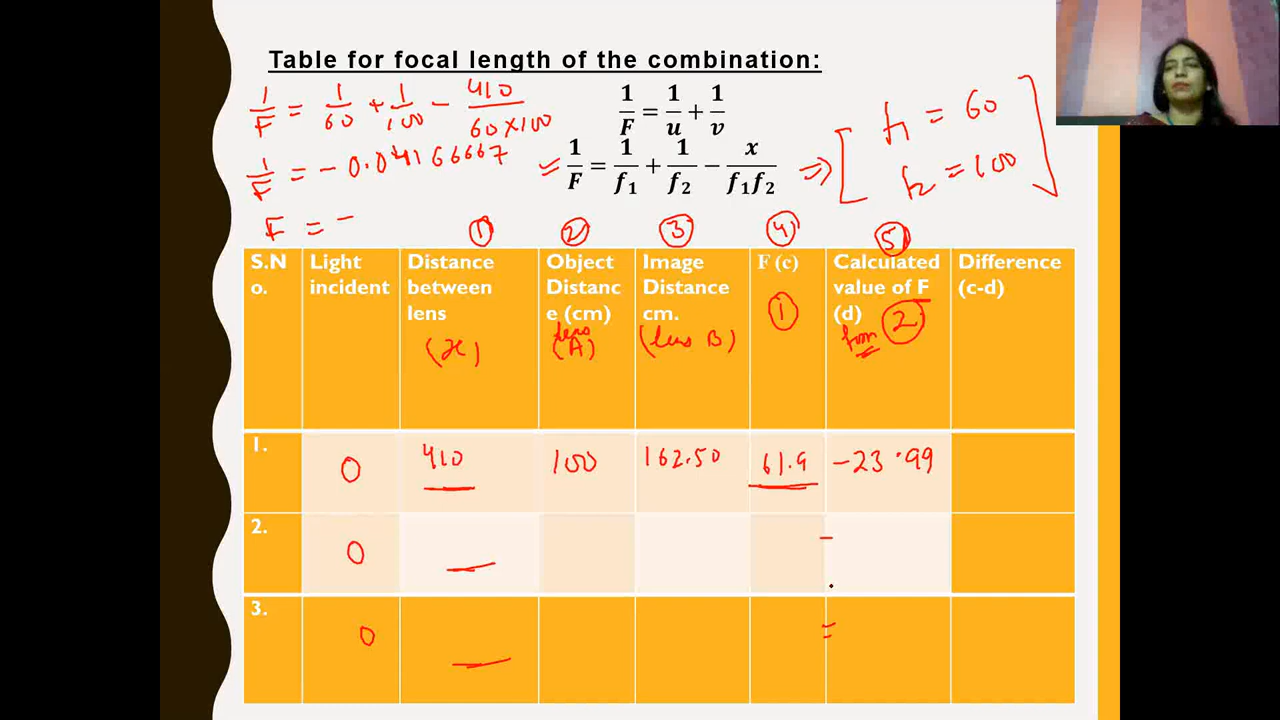 Table for focal length of the combination:
1/F = 1/60 + 1/100 - 410/60×100
1/F = 1/u + 1/v
f1 = 60
1/F = - 0.04166667
1/F = 1/f₁ + 1/f₂ − x/f₁f₂ ⇒
f2 = 100
F = -
① ② ③ ④ ⑤
S.N o. Light incident Distance between lens Object Distanc e (cm) Image Distance cm. F (c) Calculated value of F (d) Difference (c-d)
(x) lens (A) (lens B) ① from ②
1. 0 410 100 162.50 61.9 -23.99
2. 0 —
3. 0 —